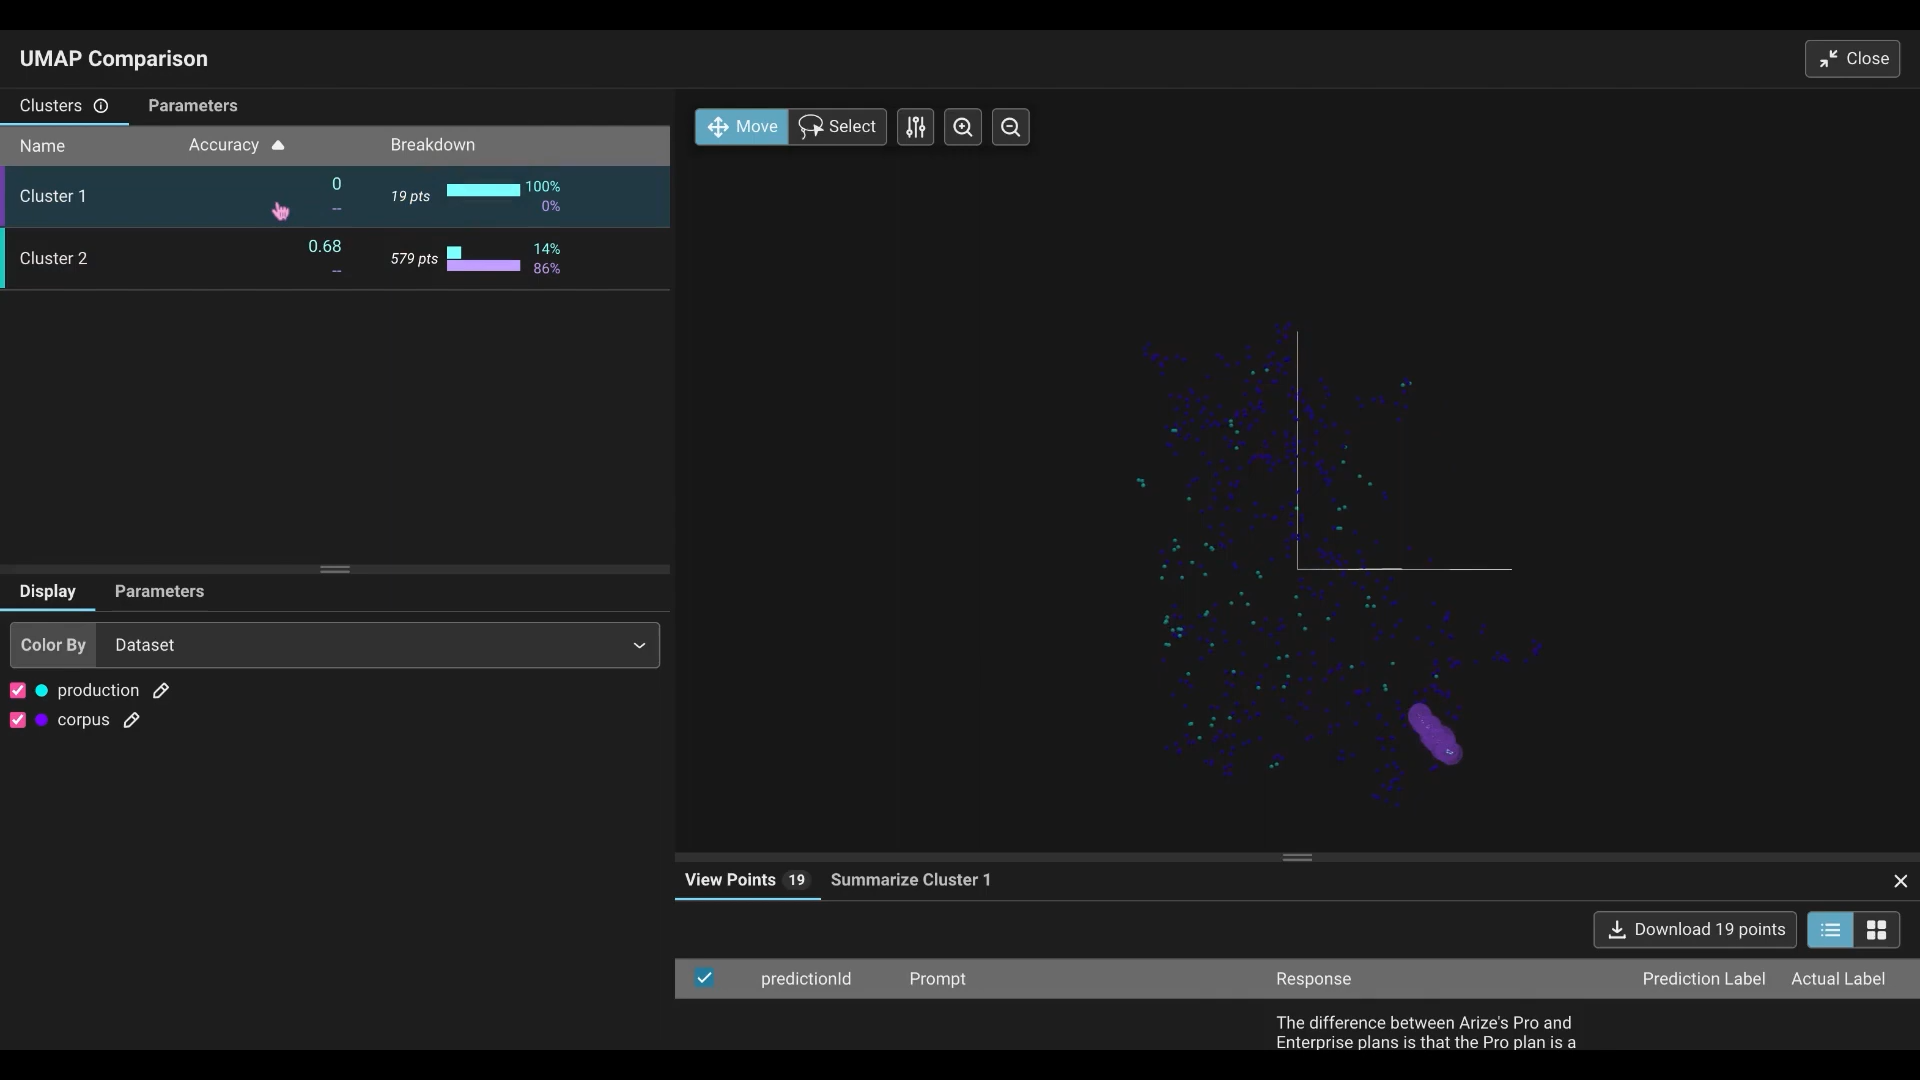 UMAP Comparison
Close
Clusters Parameters
Name Accuracy Breakdown
Cluster 1 0 -- 19 pts 100% 0%
Cluster 2 0.68 -- 579 pts 14% 86%
Move Select
Display Parameters
Color By Dataset
production
corpus
View Points 19 Summarize Cluster 1
Download 19 points
predictionId Prompt Response Prediction Label Actual Label
The difference between Arize's Pro and
Enterprise plans is that the Pro plan is a